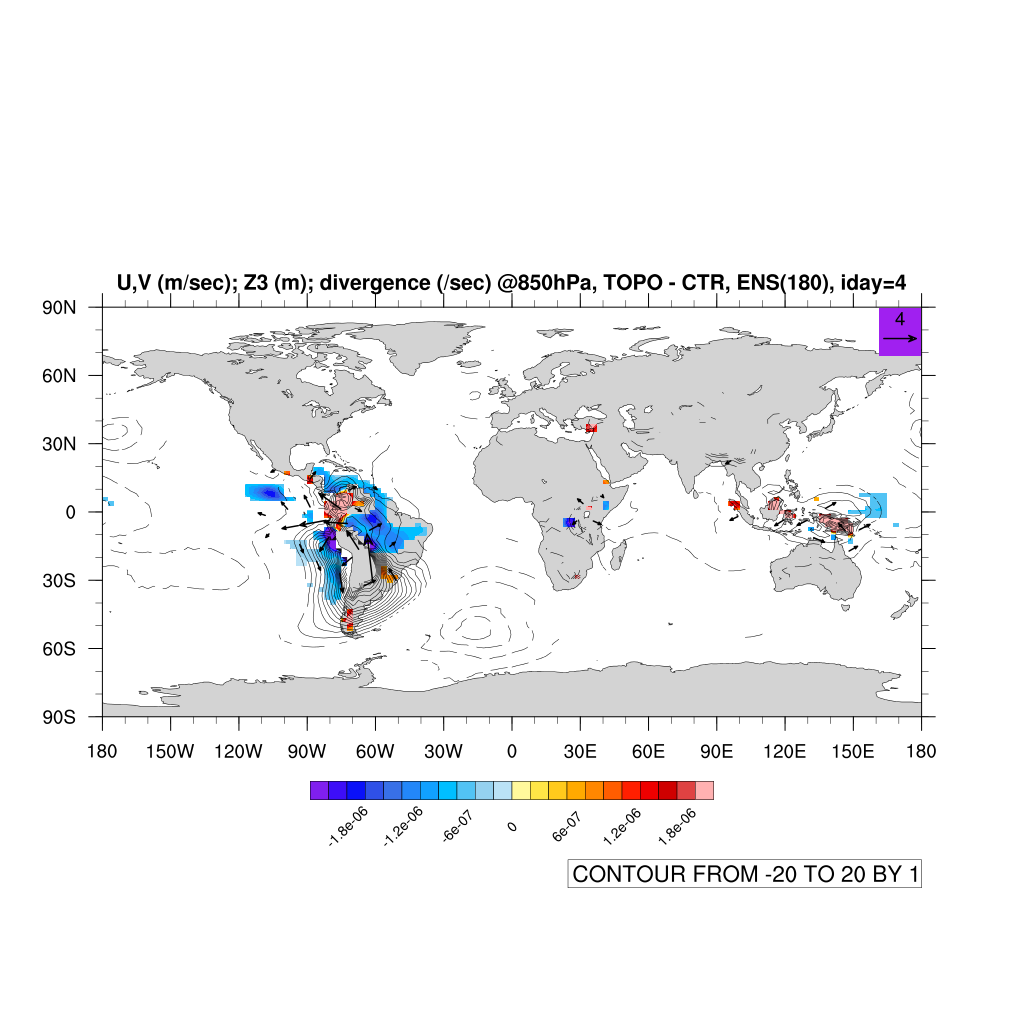 U,V (m/sec); Z3 (m); divergence (/sec) @850hPa, TOPO - CTR, ENS(180), iday=4
4
90N
60N
30N
0
30S
60S
90S
180 150W 120W 90W 60W 30W 0 30E 60E 90E 120E 150E 180
-1.8e-06 -1.2e-06 -6e-07 0 6e-07 1.2e-06 1.8e-06
CONTOUR FROM -20 TO 20 BY 1